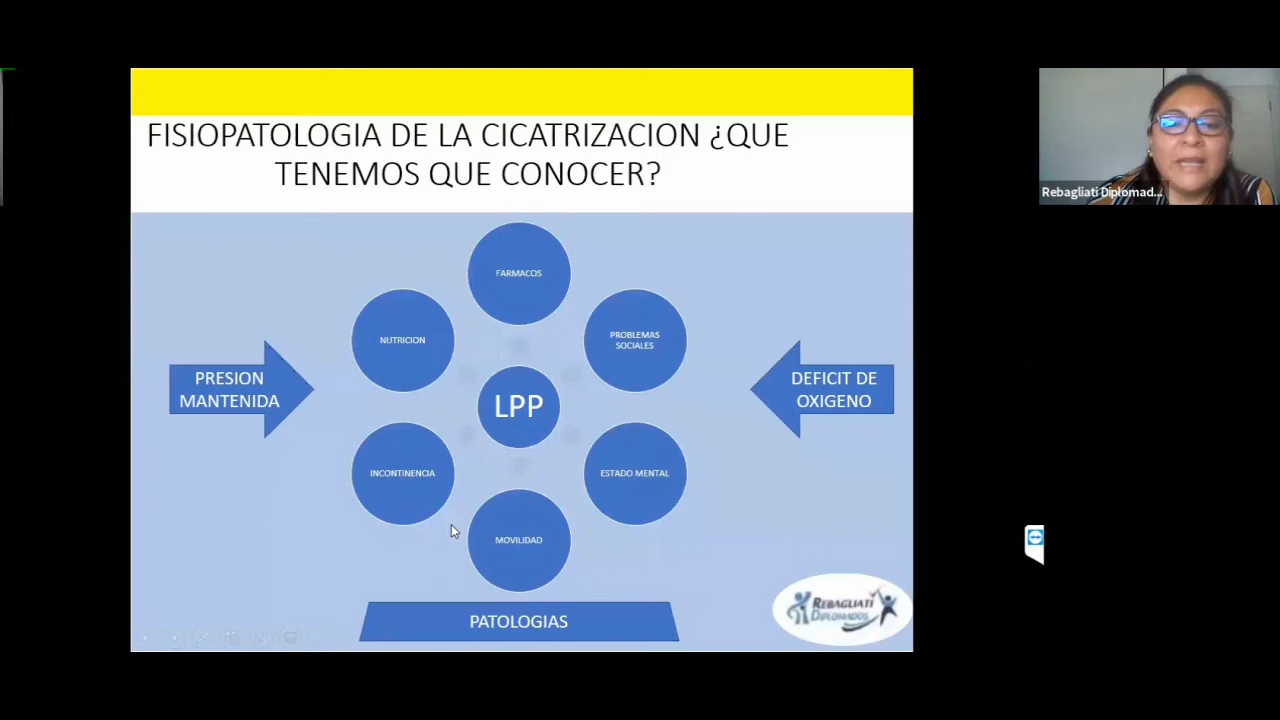 FISIOPATOLOGIA DE LA CICATRIZACION ¿QUE
TENEMOS QUE CONOCER?
FARMACOS
NUTRICION
PROBLEMAS
SOCIALES
PRESION
MANTENIDA
LPP
DEFICIT DE
OXIGENO
INCONTINENCIA
ESTADO MENTAL
MOVILIDAD
PATOLOGIAS
REBAGLIATI
DIPLOMADOS
Rebagliati Diplomad...